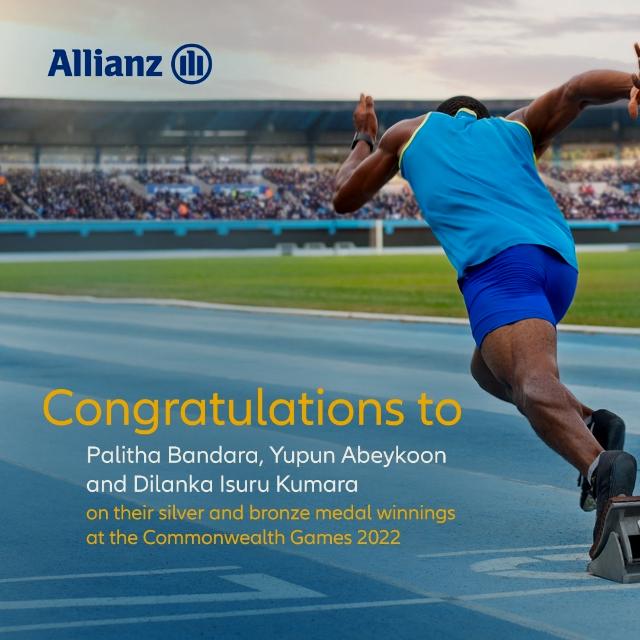 Allianz
Congratulations to
Palitha Bandara, Yupun Abeykoon
and Dilanka Isuru Kumara
on their silver and bronze medal winnings
at the Commonwealth Games 2022